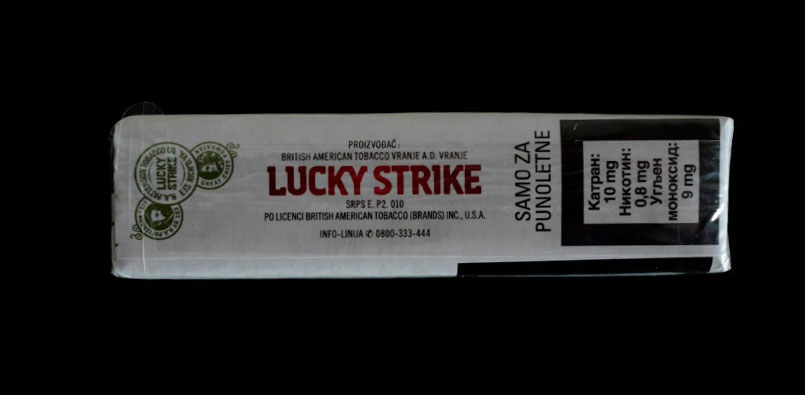 PROIZVOĐAČ:
BRITISH AMERICAN TOBACCO VRANJE A.D. VRANJE
LUCKY STRIKE
SRPS E. P2. 010
PO LICENCI BRITISH AMERICAN TOBACCO (BRANDS) INC., U.S.A.
INFO-LINIJA ✆ 0800-333-444
SAMO ZA
PUNOLETNE
Катран:
10 mg
Никотин:
0,8 mg
Угљен
моноксид:
9 mg
LUCKY
STRIKE